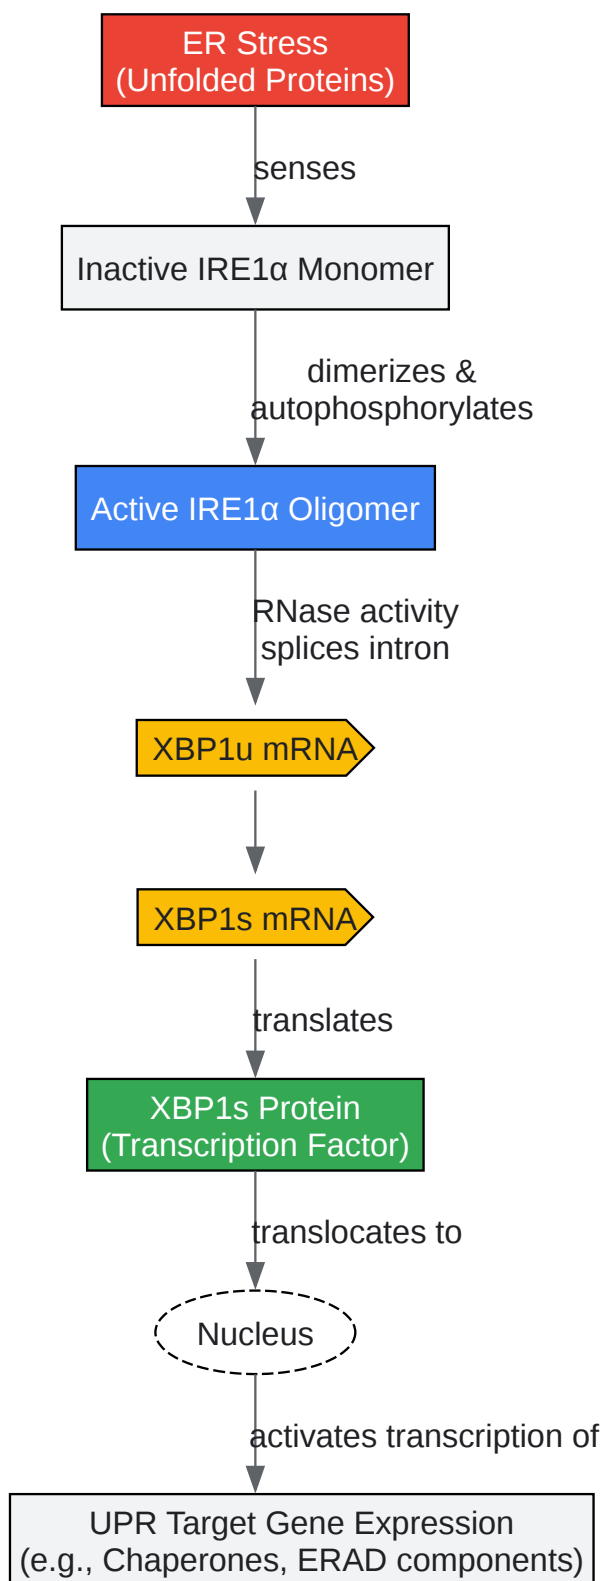 ER Stress
(Unfolded Proteins)
senses
Inactive IRE1α Monomer
dimerizes &
autophosphorylates
Active IRE1α Oligomer
RNase activity
splices intron
XBP1u mRNA
XBP1s mRNA
translates
XBP1s Protein
(Transcription Factor)
translocates to
Nucleus
activates transcription of
UPR Target Gene Expression
(e.g., Chaperones, ERAD components)